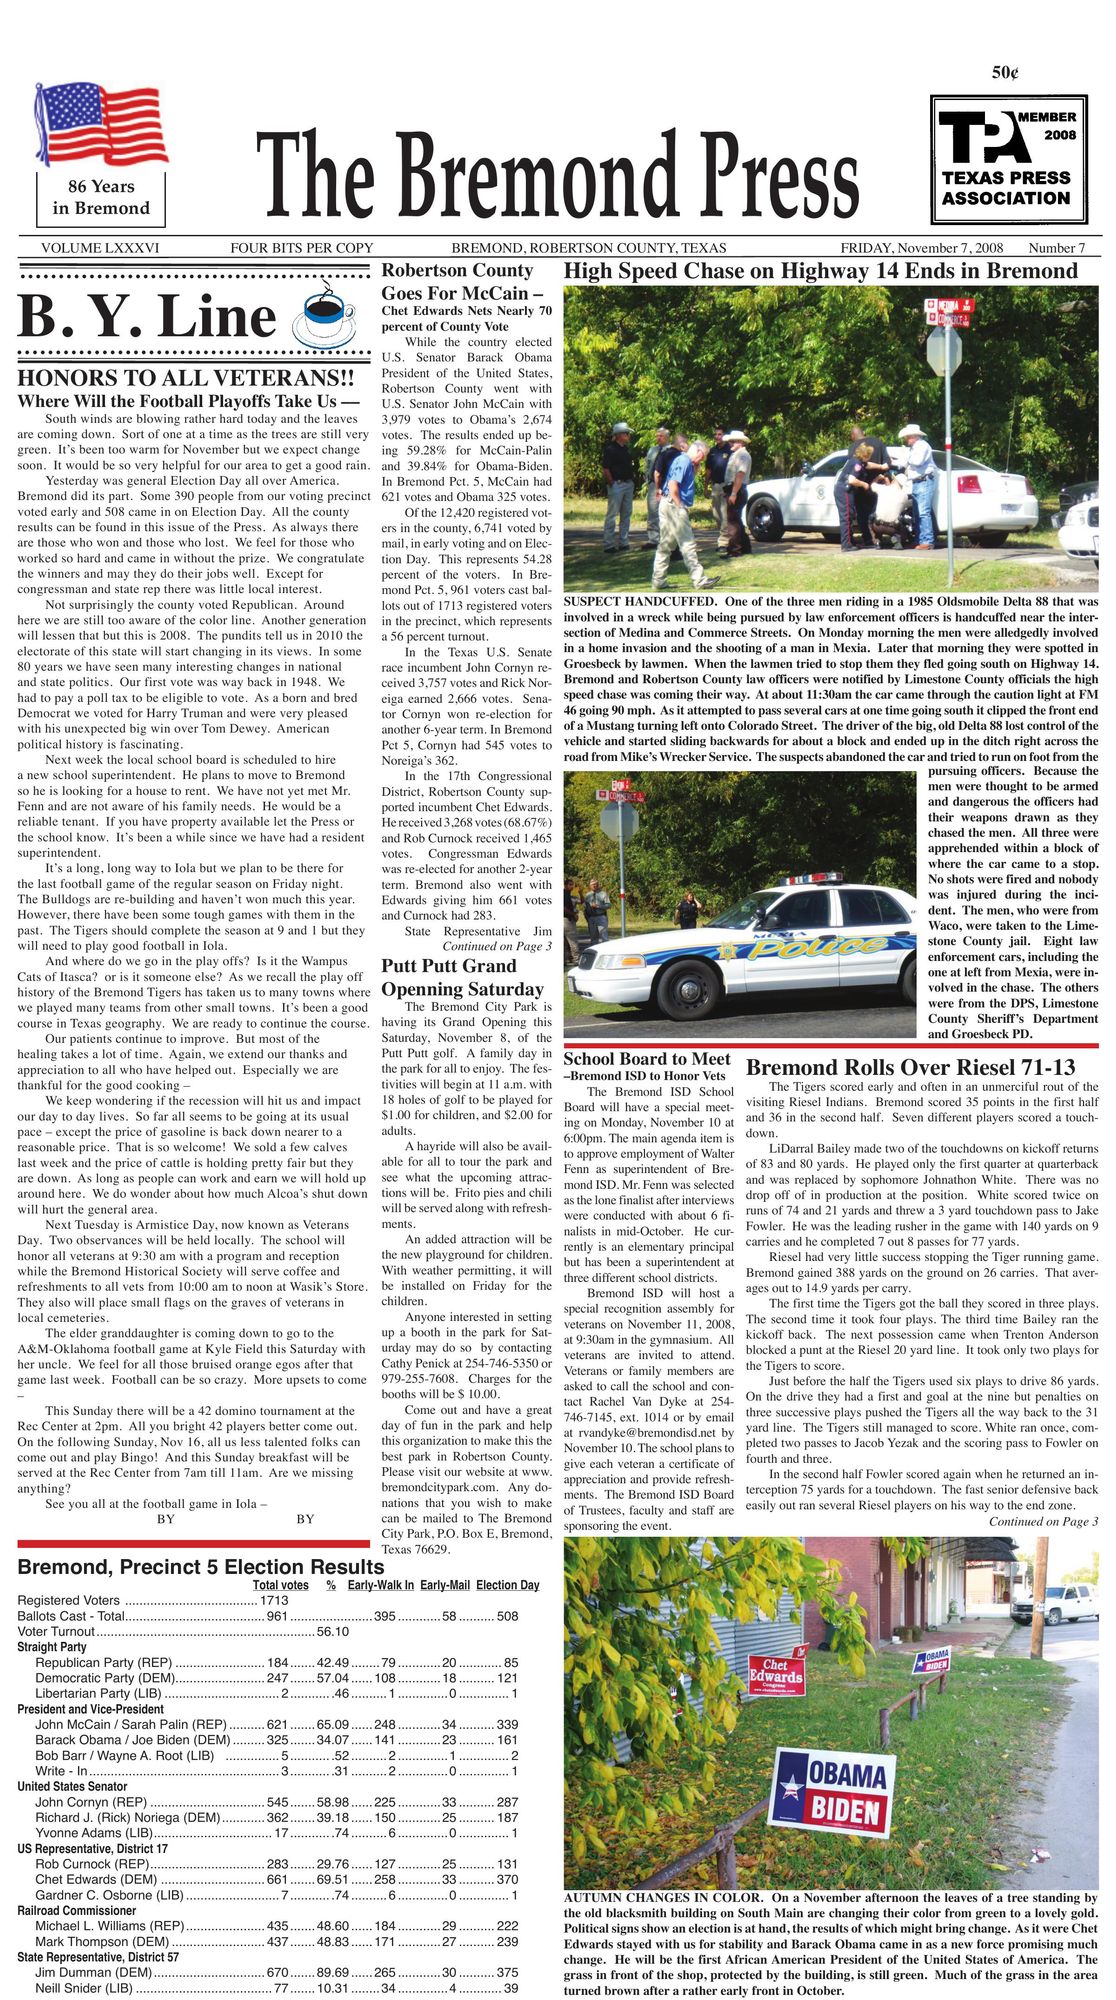 50¢
86 Years
in Bremond
The Bremond Press
MEMBER
2008
TPA
TEXAS PRESS
ASSOCIATION
VOLUME LXXXVI FOUR BITS PER COPY BREMOND, ROBERTSON COUNTY, TEXAS FRIDAY, November 7, 2008 Number 7
B. Y. Line
HONORS TO ALL VETERANS!!
Where Will the Football Playoffs Take Us —
South winds are blowing rather hard today and the leaves
are coming down. Sort of one at a time as the trees are still very
green. It's been too warm for November but we expect change
soon. It would be so very helpful for our area to get a good rain.
Yesterday was general Election Day all over America.
Bremond did its part. Some 390 people from our voting precinct
voted early and 508 came in on Election Day. All the county
results can be found in this issue of the Press. As always there
are those who won and those who lost. We feel for those who
worked so hard and came in without the prize. We congratulate
the winners and may they do their jobs well. Except for
congressman and state rep there was little local interest.
Not surprisingly the county voted Republican. Around
here we are still too aware of the color line. Another generation
will lessen that but this is 2008. The pundits tell us in 2010 the
electorate of this state will start changing in its views. In some
80 years we have seen many interesting changes in national
and state politics. Our first vote was way back in 1948. We
had to pay a poll tax to be eligible to vote. As a born and bred
Democrat we voted for Harry Truman and were very pleased
with his unexpected big win over Tom Dewey. American
political history is fascinating.
Next week the local school board is scheduled to hire
a new school superintendent. He plans to move to Bremond
so he is looking for a house to rent. We have not yet met Mr.
Fenn and are not aware of his family needs. He would be a
reliable tenant. If you have property available let the Press or
the school know. It's been a while since we have had a resident
superintendent.
It's a long, long way to Iola but we plan to be there for
the last football game of the regular season on Friday night.
The Bulldogs are re-building and haven't won much this year.
However, there have been some tough games with them in the
past. The Tigers should complete the season at 9 and 1 but they
will need to play good football in Iola.
And where do we go in the play offs? Is it the Wampus
Cats of Itasca? or is it someone else? As we recall the play off
history of the Bremond Tigers has taken us to many towns where
we played many teams from other small towns. It's been a good
course in Texas geography. We are ready to continue the course.
Our patients continue to improve. But most of the
healing takes a lot of time. Again, we extend our thanks and
appreciation to all who have helped out. Especially we are
thankful for the good cooking –
We keep wondering if the recession will hit us and impact
our day to day lives. So far all seems to be going at its usual
pace – except the price of gasoline is back down nearer to a
reasonable price. That is so welcome! We sold a few calves
last week and the price of cattle is holding pretty fair but they
are down. As long as people can work and earn we will hold up
around here. We do wonder about how much Alcoa's shut down
will hurt the general area.
Next Tuesday is Armistice Day, now known as Veterans
Day. Two observances will be held locally. The school will
honor all veterans at 9:30 am with a program and reception
while the Bremond Historical Society will serve coffee and
refreshments to all vets from 10:00 am to noon at Wasik's Store.
They also will place small flags on the graves of veterans in
local cemeteries.
The elder granddaughter is coming down to go to the
A&M-Oklahoma football game at Kyle Field this Saturday with
her uncle. We feel for all those bruised orange egos after that
game last week. Football can be so crazy. More upsets to come
–
This Sunday there will be a 42 domino tournament at the
Rec Center at 2pm. All you bright 42 players better come out.
On the following Sunday, Nov 16, all us less talented folks can
come out and play Bingo! And this Sunday breakfast will be
served at the Rec Center from 7am till 11am. Are we missing
anything?
See you all at the football game in Iola –
BY BY
Robertson County
Goes For McCain –
Chet Edwards Nets Nearly 70
percent of County Vote
While the country elected
U.S. Senator Barack Obama
President of the United States,
Robertson County went with
U.S. Senator John McCain with
3,979 votes to Obama's 2,674
votes. The results ended up be-
ing 59.28% for McCain-Palin
and 39.84% for Obama-Biden.
In Bremond Pct. 5, McCain had
621 votes and Obama 325 votes.
Of the 12,420 registered vot-
ers in the county, 6,741 voted by
mail, in early voting and on Elec-
tion Day. This represents 54.28
percent of the voters. In Bre-
mond Pct. 5, 961 voters cast bal-
lots out of 1713 registered voters
in the precinct, which represents
a 56 percent turnout.
In the Texas U.S. Senate
race incumbent John Cornyn re-
ceived 3,757 votes and Rick Nor-
eiga earned 2,666 votes. Sena-
tor Cornyn won re-election for
another 6-year term. In Bremond
Pct 5, Cornyn had 545 votes to
Noreiga's 362.
In the 17th Congressional
District, Robertson County sup-
ported incumbent Chet Edwards.
He received 3,268 votes (68.67%)
and Rob Curnock received 1,465
votes. Congressman Edwards
was re-elected for another 2-year
term. Bremond also went with
Edwards giving him 661 votes
and Curnock had 283.
State Representative Jim
Continued on Page 3
Putt Putt Grand
Openning Saturday
The Bremond City Park is
having its Grand Opening this
Saturday, November 8, of the
Putt Putt golf. A family day in
the park for all to enjoy. The fes-
tivities will begin at 11 a.m. with
18 holes of golf to be played for
$1.00 for children, and $2.00 for
adults.
A hayride will also be avail-
able for all to tour the park and
see what the upcoming attrac-
tions will be. Frito pies and chili
will be served along with refresh-
ments.
An added attraction will be
the new playground for children.
With weather permitting, it will
be installed on Friday for the
children.
Anyone interested in setting
up a booth in the park for Sat-
urday may do so by contacting
Cathy Penick at 254-746-5350 or
979-255-7608. Charges for the
booths will be $ 10.00.
Come out and have a great
day of fun in the park and help
this organization to make this the
best park in Robertson County.
Please visit our website at www.
bremondcitypark.com. Any do-
nations that you wish to make
can be mailed to The Bremond
City Park, P.O. Box E, Bremond,
Texas 76629.
High Speed Chase on Highway 14 Ends in Bremond
MEDINA
COMMERCE
SUSPECT HANDCUFFED. One of the three men riding in a 1985 Oldsmobile Delta 88 that was
involved in a wreck while being pursued by law enforcement officers is handcuffed near the inter-
section of Medina and Commerce Streets. On Monday morning the men were alledgedly involved
in a home invasion and the shooting of a man in Mexia. Later that morning they were spotted in
Groesbeck by lawmen. When the lawmen tried to stop them they fled going south on Highway 14.
Bremond and Robertson County law officers were notified by Limestone County officials the high
speed chase was coming their way. At about 11:30am the car came through the caution light at FM
46 going 90 mph. As it attempted to pass several cars at one time going south it clipped the front end
of a Mustang turning left onto Colorado Street. The driver of the big, old Delta 88 lost control of the
vehicle and started sliding backwards for about a block and ended up in the ditch right across the
road from Mike's Wrecker Service. The suspects abandoned the car and tried to run on foot from the
pursuing officers. Because the
men were thought to be armed
and dangerous the officers had
their weapons drawn as they
chased the men. All three were
apprehended within a block of
where the car came to a stop.
No shots were fired and nobody
was injured during the inci-
dent. The men, who were from
Waco, were taken to the Lime-
stone County jail. Eight law
enforcement cars, including the
one at left from Mexia, were in-
volved in the chase. The others
were from the DPS, Limestone
County Sheriff's Department
and Groesbeck PD.
COMMERCE
MEXIA
Police
School Board to Meet
–Bremond ISD to Honor Vets
The Bremond ISD School
Board will have a special meet-
ing on Monday, November 10 at
6:00pm. The main agenda item is
to approve employment of Walter
Fenn as superintendent of Bre-
mond ISD. Mr. Fenn was selected
as the lone finalist after interviews
were conducted with about 6 fi-
nalists in mid-October. He cur-
rently is an elementary principal
but has been a superintendent at
three different school districts.
Bremond ISD will host a
special recognition assembly for
veterans on November 11, 2008,
at 9:30am in the gymnasium. All
veterans are invited to attend.
Veterans or family members are
asked to call the school and con-
tact Rachel Van Dyke at 254-
746-7145, ext. 1014 or by email
at rvandyke@bremondisd.net by
November 10. The school plans to
give each veteran a certificate of
appreciation and provide refresh-
ments. The Bremond ISD Board
of Trustees, faculty and staff are
sponsoring the event.
Bremond Rolls Over Riesel 71-13
The Tigers scored early and often in an unmerciful rout of the
visiting Riesel Indians. Bremond scored 35 points in the first half
and 36 in the second half. Seven different players scored a touch-
down.
LiDarral Bailey made two of the touchdowns on kickoff returns
of 83 and 80 yards. He played only the first quarter at quarterback
and was replaced by sophomore Johnathon White. There was no
drop off of in production at the position. White scored twice on
runs of 74 and 21 yards and threw a 3 yard touchdown pass to Jake
Fowler. He was the leading rusher in the game with 140 yards on 9
carries and he completed 7 out 8 passes for 77 yards.
Riesel had very little success stopping the Tiger running game.
Bremond gained 388 yards on the ground on 26 carries. That aver-
ages out to 14.9 yards per carry.
The first time the Tigers got the ball they scored in three plays.
The second time it took four plays. The third time Bailey ran the
kickoff back. The next possession came when Trenton Anderson
blocked a punt at the Riesel 20 yard line. It took only two plays for
the Tigers to score.
Just before the half the Tigers used six plays to drive 86 yards.
On the drive they had a first and goal at the nine but penalties on
three successive plays pushed the Tigers all the way back to the 31
yard line. The Tigers still managed to score. White ran once, com-
pleted two passes to Jacob Yezak and the scoring pass to Fowler on
fourth and three.
In the second half Fowler scored again when he returned an in-
terception 75 yards for a touchdown. The fast senior defensive back
easily out ran several Riesel players on his way to the end zone.
Continued on Page 3
Bremond, Precinct 5 Election Results
Total votes % Early-Walk In Early-Mail Election Day
Registered Voters 1713
Ballots Cast - Total 961 395 58 508
Voter Turnout 56.10
Straight Party
Republican Party (REP) 184 42.49 79 20 85
Democratic Party (DEM) 247 57.04 108 18 121
Libertarian Party (LIB) 2 .46 1 0 1
President and Vice-President
John McCain / Sarah Palin (REP) 621 65.09 248 34 339
Barack Obama / Joe Biden (DEM) 325 34.07 141 23 161
Bob Barr / Wayne A. Root (LIB) 5 .52 2 1 2
Write - In 3 .31 2 0 1
United States Senator
John Cornyn (REP) 545 58.98 225 33 287
Richard J. (Rick) Noriega (DEM) 362 39.18 150 25 187
Yvonne Adams (LIB) 17 .74 6 0 1
US Representative, District 17
Rob Curnock (REP) 283 29.76 127 25 131
Chet Edwards (DEM) 661 69.51 258 33 370
Gardner C. Osborne (LIB) 7 .74 6 0 1
Railroad Commissioner
Michael L. Williams (REP) 435 48.60 184 29 222
Mark Thompson (DEM) 437 48.83 171 27 239
State Representative, District 57
Jim Dumman (DEM) 670 89.69 265 30 375
Neill Snider (LIB) 77 10.31 34 4 39
Chet
Edwards
Congress
OBAMA
BIDEN
OBAMA
BIDEN
AUTUMN CHANGES IN COLOR. On a November afternoon the leaves of a tree standing by
the old blacksmith building on South Main are changing their color from green to a lovely gold.
Political signs show an election is at hand, the results of which might bring change. As it were Chet
Edwards stayed with us for stability and Barack Obama came in as a new force promising much
change. He will be the first African American President of the United States of America. The
grass in front of the shop, protected by the building, is still green. Much of the grass in the area
turned brown after a rather early front in October.